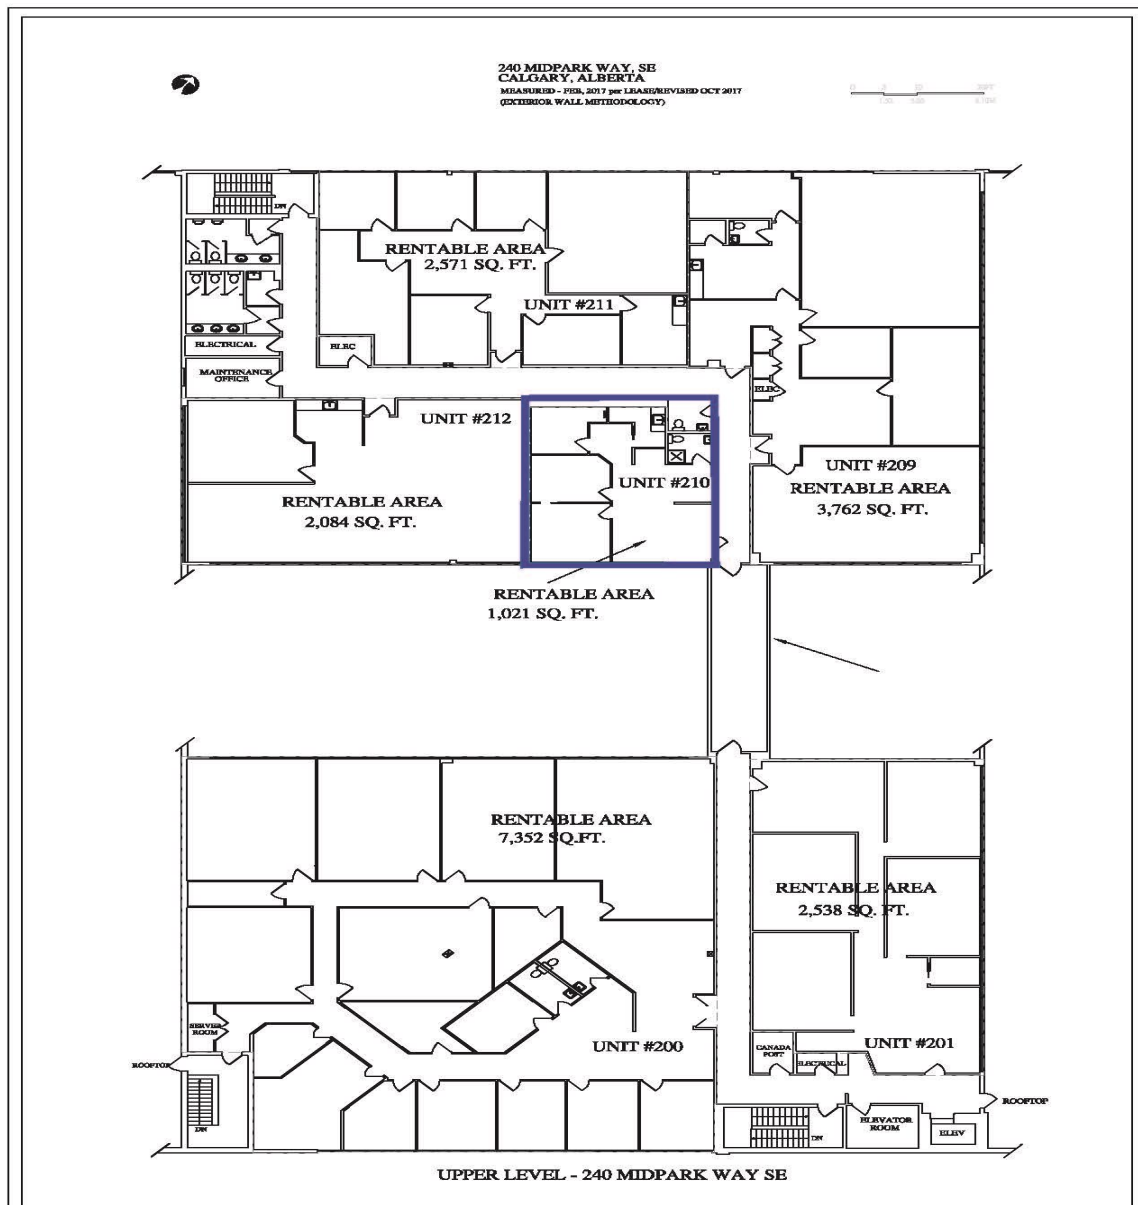 240 MIDPARK WAY, SE
CALGARY, ALBERTA
MEASURED - FEB, 2017 per LEASE/REVISED OCT 2017
(EXTERIOR WALL METHODOLOGY)
DN
RENTABLE AREA
2,571 SQ. FT.
UNIT #211
ELECTRICAL
ELEC
MAINTENANCE
OFFICE
ELEC
UNIT #212
UNIT #209
RENTABLE AREA
3,762 SQ. FT.
UNIT #210
RENTABLE AREA
2,084 SQ. FT.
RENTABLE AREA
1,021 SQ. FT.
RENTABLE AREA
7,352 SQ.FT.
RENTABLE AREA
2,538 SQ. FT.
SERVER
ROOM
UNIT #200
CANADA
POST
UNIT #201
ELECTRICAL
ROOFTOP
ROOFTOP
DN
DN
ELEVATOR
ROOM
ELEV
UPPER LEVEL - 240 MIDPARK WAY SE